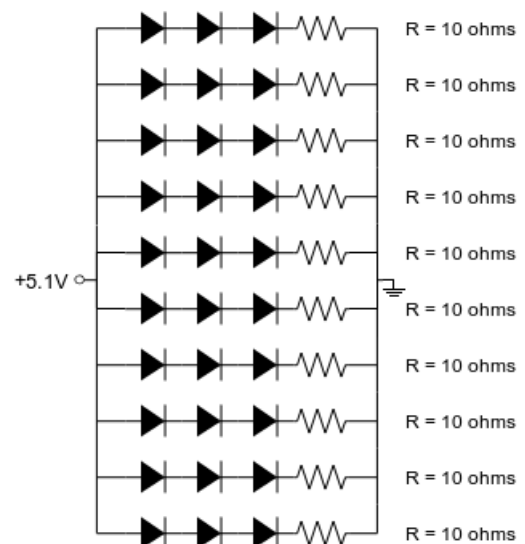 R = 10 ohms
R = 10 ohms
R = 10 ohms
R = 10 ohms
R = 10 ohms
+5.1V
R = 10 ohms
R = 10 ohms
R = 10 ohms
R = 10 ohms
R = 10 ohms